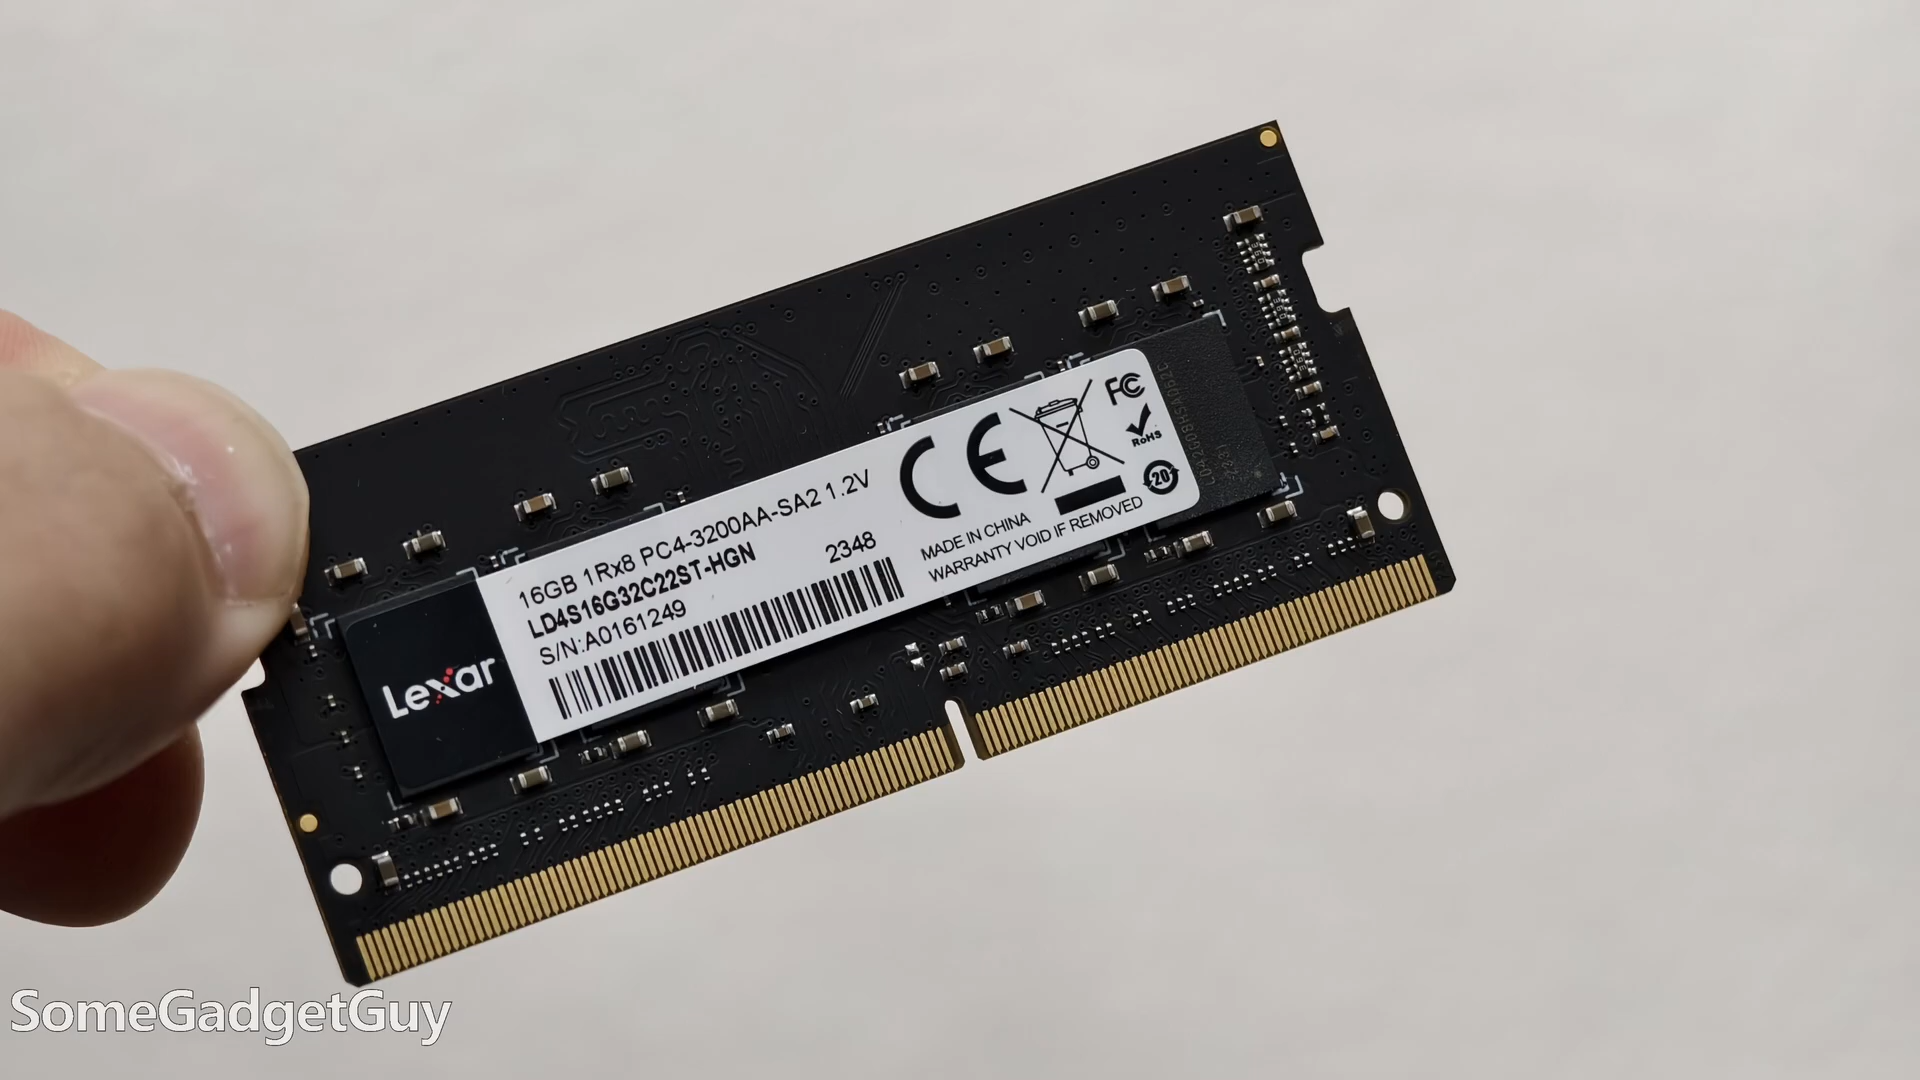 16GB 1Rx8 PC4-3200AA-SA2 1.2V
LD4S16G32C22ST-HGN
S/N:A0161249
2348
Lexar
CE
FC
RoHS
20
MADE IN CHINA
WARRANTY VOID IF REMOVED
SomeGadgetGuy